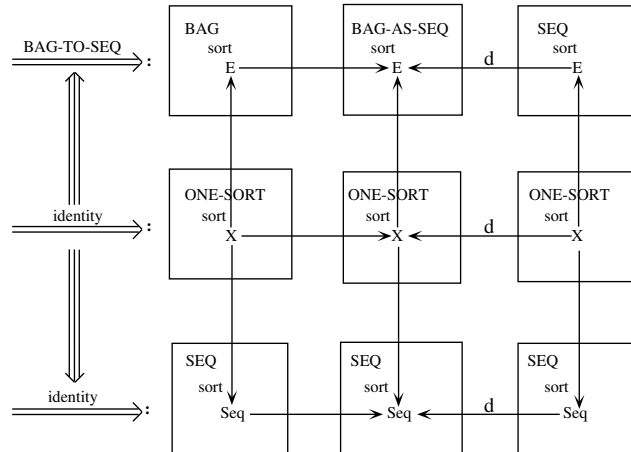 BAG-TO-SEQ :
BAG
sort
E
BAG-AS-SEQ
sort
E
d
SEQ
sort
E
identity :
ONE-SORT
sort
X
ONE-SORT
sort
X
d
ONE-SORT
sort
X
identity :
SEQ
sort
Seq
SEQ
sort
Seq
d
SEQ
sort
Seq